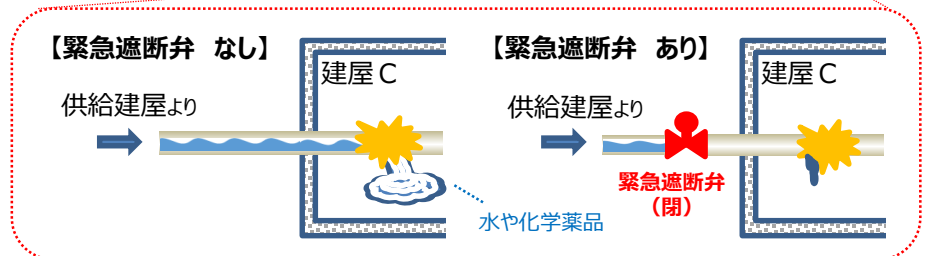 【緊急遮断弁 なし】
建屋C
供給建屋より
水や化学薬品
【緊急遮断弁 あり】
建屋C
供給建屋より
緊急遮断弁
（閉）